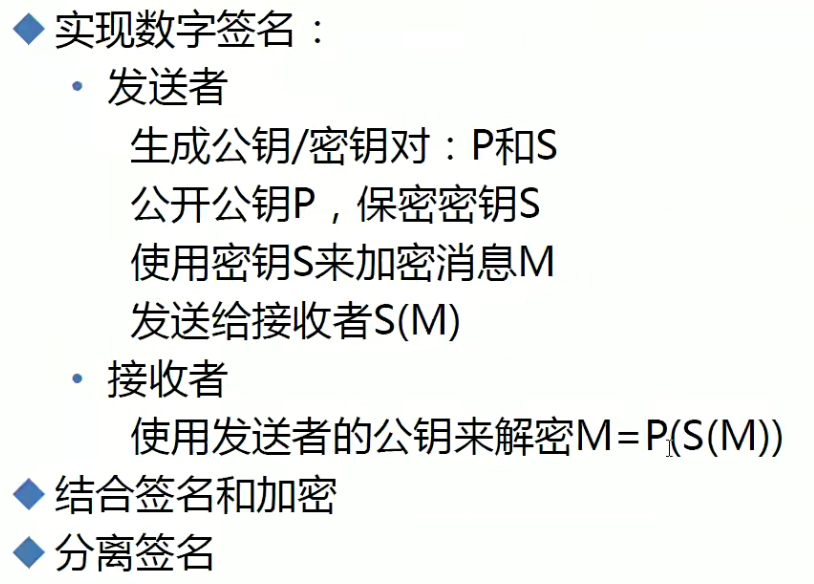 实现数字签名：
发送者
生成公钥/密钥对：P和S
公开公钥P，保密密钥S
使用密钥S来加密消息M
发送给接收者S(M)
接收者
使用发送者的公钥来解密M=P(S(M))
结合签名和加密
分离签名